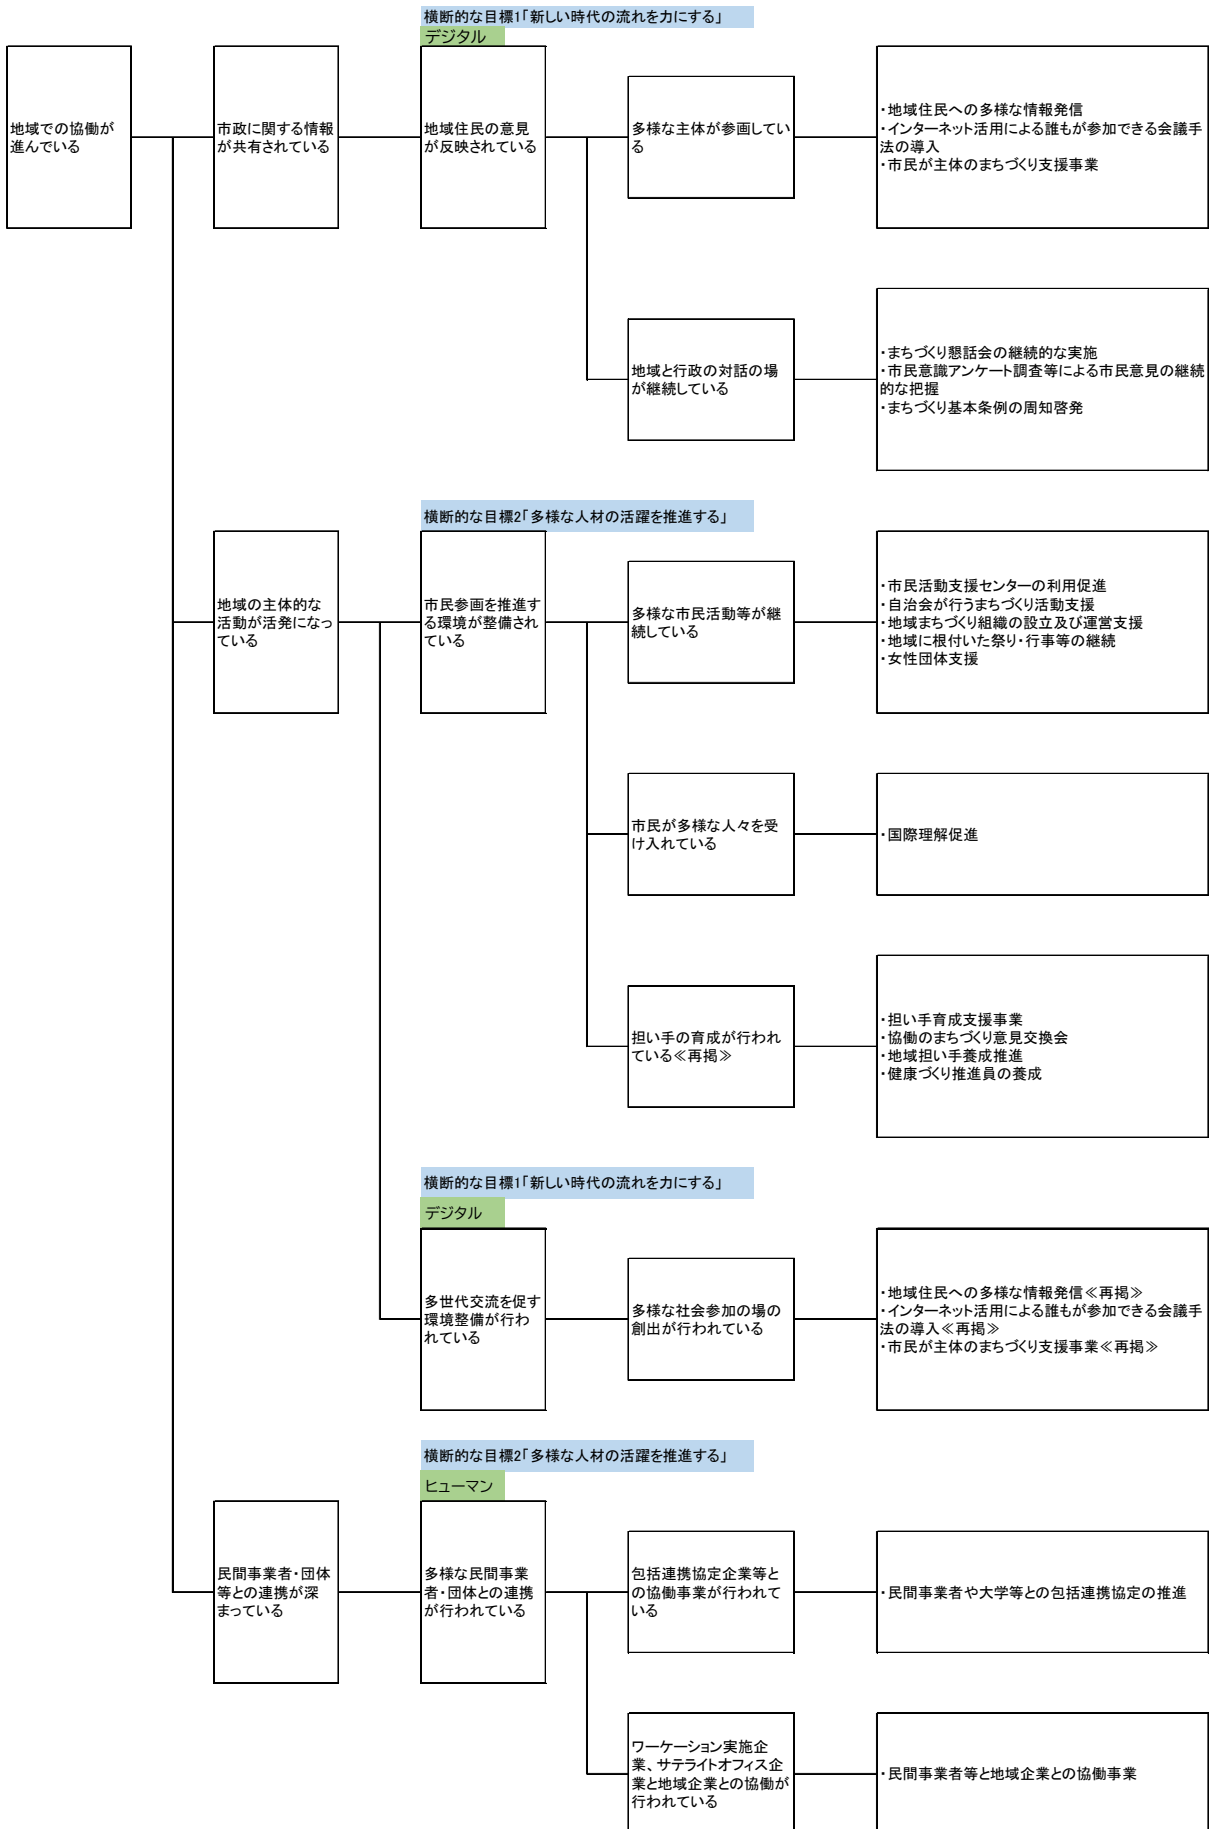 横断的な目標1「新しい時代の流れを力にする」
デジタル
地域での協働が
進んでいる
市政に関する情報
が共有されている
地域住民の意見
が反映されている
多様な主体が参画してい
る
・地域住民への多様な情報発信
・インターネット活用による誰もが参加できる会議手
法の導入
・市民が主体のまちづくり支援事業
地域と行政の対話の場
が継続している
・まちづくり懇話会の継続的な実施
・市民意識アンケート調査等による市民意見の継続
的な把握
・まちづくり基本条例の周知啓発
横断的な目標2「多様な人材の活躍を推進する」
地域の主体的な
活動が活発になっ
ている
市民参画を推進す
る環境が整備され
ている
多様な市民活動等が継
続している
・市民活動支援センターの利用促進
・自治会が行うまちづくり活動支援
・地域まちづくり組織の設立及び運営支援
・地域に根付いた祭り・行事等の継続
・女性団体支援
市民が多様な人々を受
け入れている
・国際理解促進
担い手の育成が行われ
ている≪再掲≫
・担い手育成支援事業
・協働のまちづくり意見交換会
・地域担い手養成推進
・健康づくり推進員の養成
横断的な目標1「新しい時代の流れを力にする」
デジタル
多世代交流を促す
環境整備が行わ
れている
多様な社会参加の場の
創出が行われている
・地域住民への多様な情報発信≪再掲≫
・インターネット活用による誰もが参加できる会議手
法の導入≪再掲≫
・市民が主体のまちづくり支援事業≪再掲≫
横断的な目標2「多様な人材の活躍を推進する」
ヒューマン
民間事業者・団体
等との連携が深
まっている
多様な民間事業
者・団体との連携
が行われている
包括連携協定企業等と
の協働事業が行われて
いる
・民間事業者や大学等との包括連携協定の推進
ワーケーション実施企
業、サテライトオフィス企
業と地域企業との協働が
行われている
・民間事業者等と地域企業との協働事業